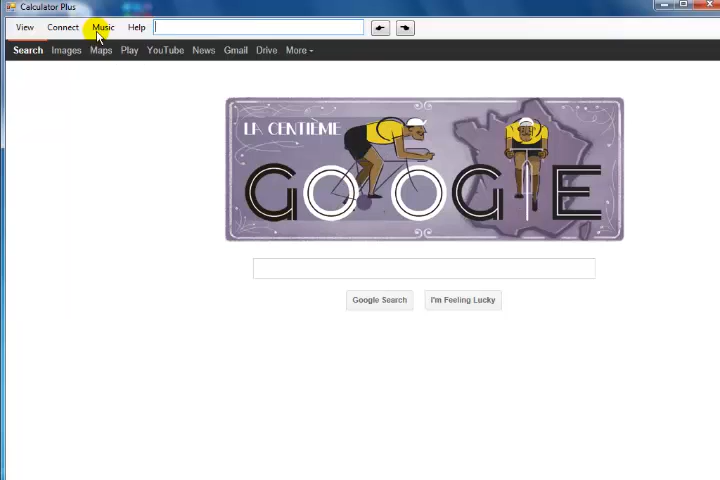 Calculator Plus
View Connect Music Help
Search Images Maps Play YouTube News Gmail Drive More
LA CENTIÈME
GOOGLE
Google Search I'm Feeling Lucky